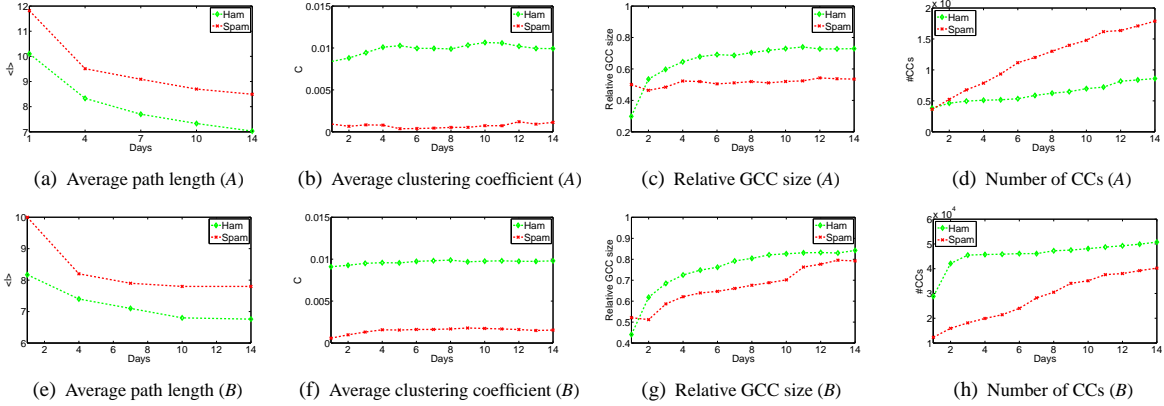 12
11
10
9
8
7
<b>
1
4
7
10
14
Days
Ham
Spam
(a) Average path length (A)
0.015
0.01
0.005
0
C
2
4
6
8
10
12
14
Days
Ham
Spam
(b) Average clustering coefficient (A)
1
0.8
0.6
0.4
0.2
Relative GCC size
2
4
6
8
10
12
14
Days
Ham
Spam
(c) Relative GCC size (A)
x 10
2
1.5
1
0.5
0
#CCs
2
4
6
8
10
12
14
Days
Ham
Spam
(d) Number of CCs (A)
10
9
8
7
6
<b>
2
4
6
8
10
12
14
Days
Ham
Spam
(e) Average path length (B)
0.015
0.01
0.005
0
C
2
4
6
8
10
12
14
Days
Ham
Spam
(f) Average clustering coefficient (B)
1
0.9
0.8
0.7
0.6
0.5
0.4
Relative GCC size
2
4
6
8
10
12
14
Days
Ham
Spam
(g) Relative GCC size (B)
x 10⁴
#CCs
2
4
6
8
10
12
14
Days
Ham
Spam
(h) Number of CCs (B)